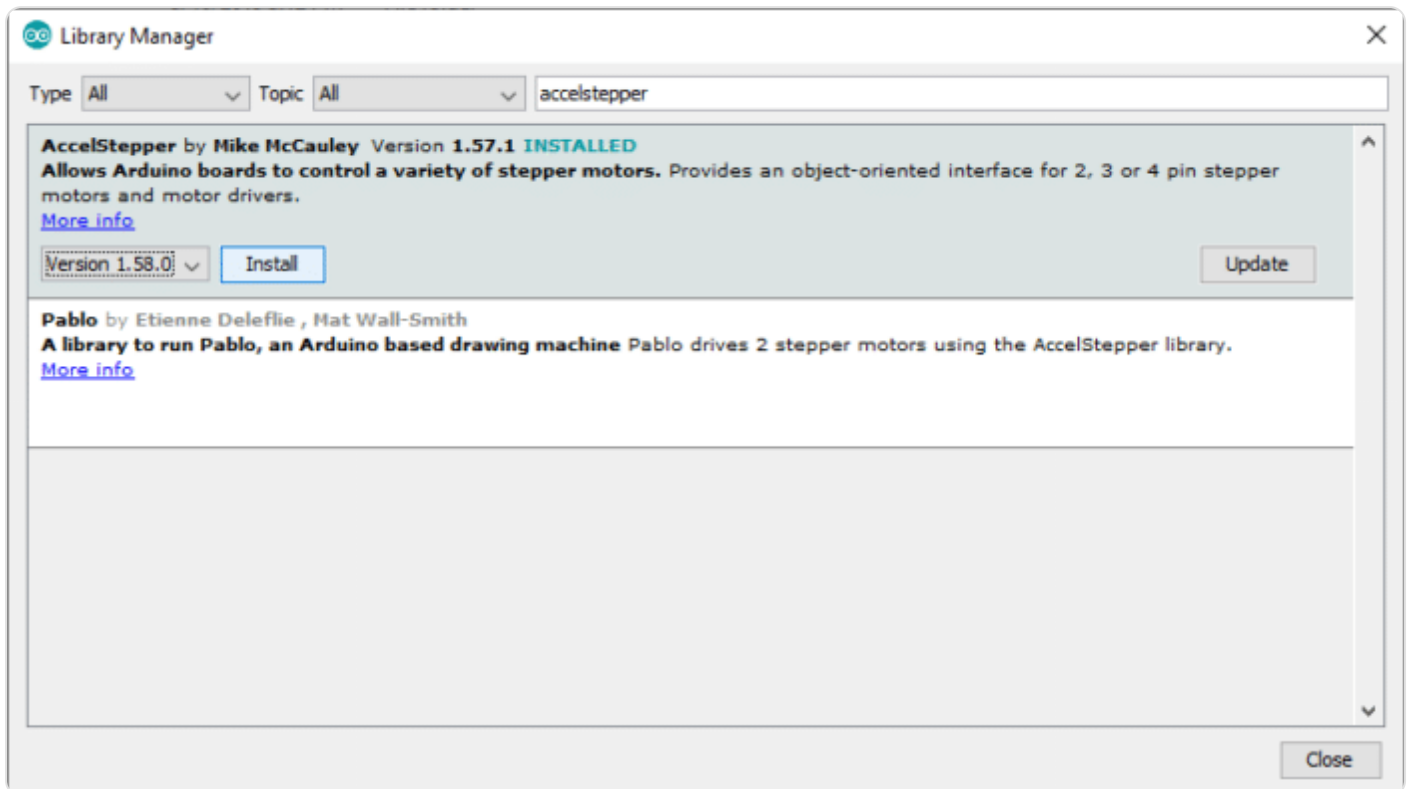 Library Manager
Type All Topic All accelstepper
AccelStepper by Mike McCauley Version 1.57.1 INSTALLED
Allows Arduino boards to control a variety of stepper motors. Provides an object-oriented interface for 2, 3 or 4 pin stepper
motors and motor drivers.
More info
Version 1.58.0 Install Update
Pablo by Etienne Deleflie , Mat Wall-Smith
A library to run Pablo, an Arduino based drawing machine Pablo drives 2 stepper motors using the AccelStepper library.
More info
Close